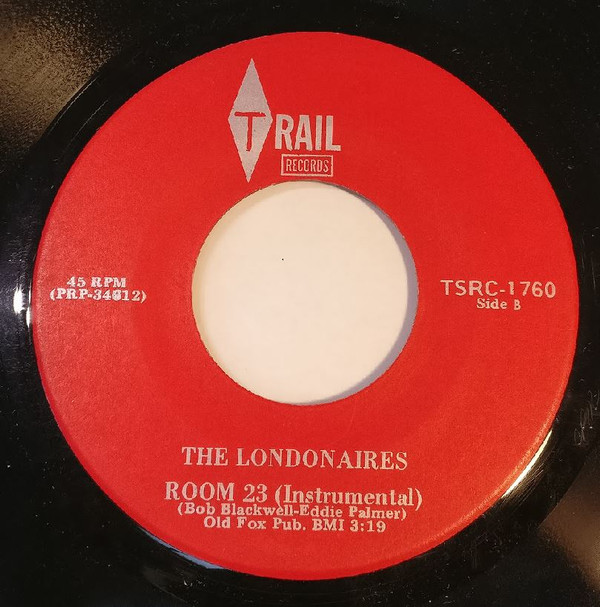 TRAIL
RECORDS
45 RPM
TSRC-1760
Side B
THE LONDONAIRES
ROOM 23 (Instrumental)
(Bob Blackwell-Eddie Palmer)
Old Fox Pub. BMI 3:19